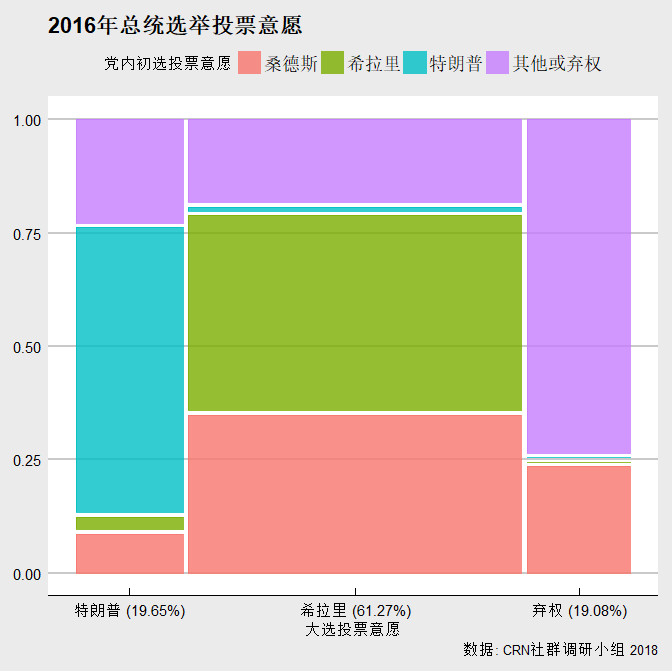 2016年总统选举投票意愿
党内初选投票意愿 桑德斯 希拉里 特朗普 其他或弃权
1.00
0.75
0.50
0.25
0.00
特朗普 (19.65%) 希拉里 (61.27%) 弃权 (19.08%)
大选投票意愿
数据: CRN社群调研小组 2018